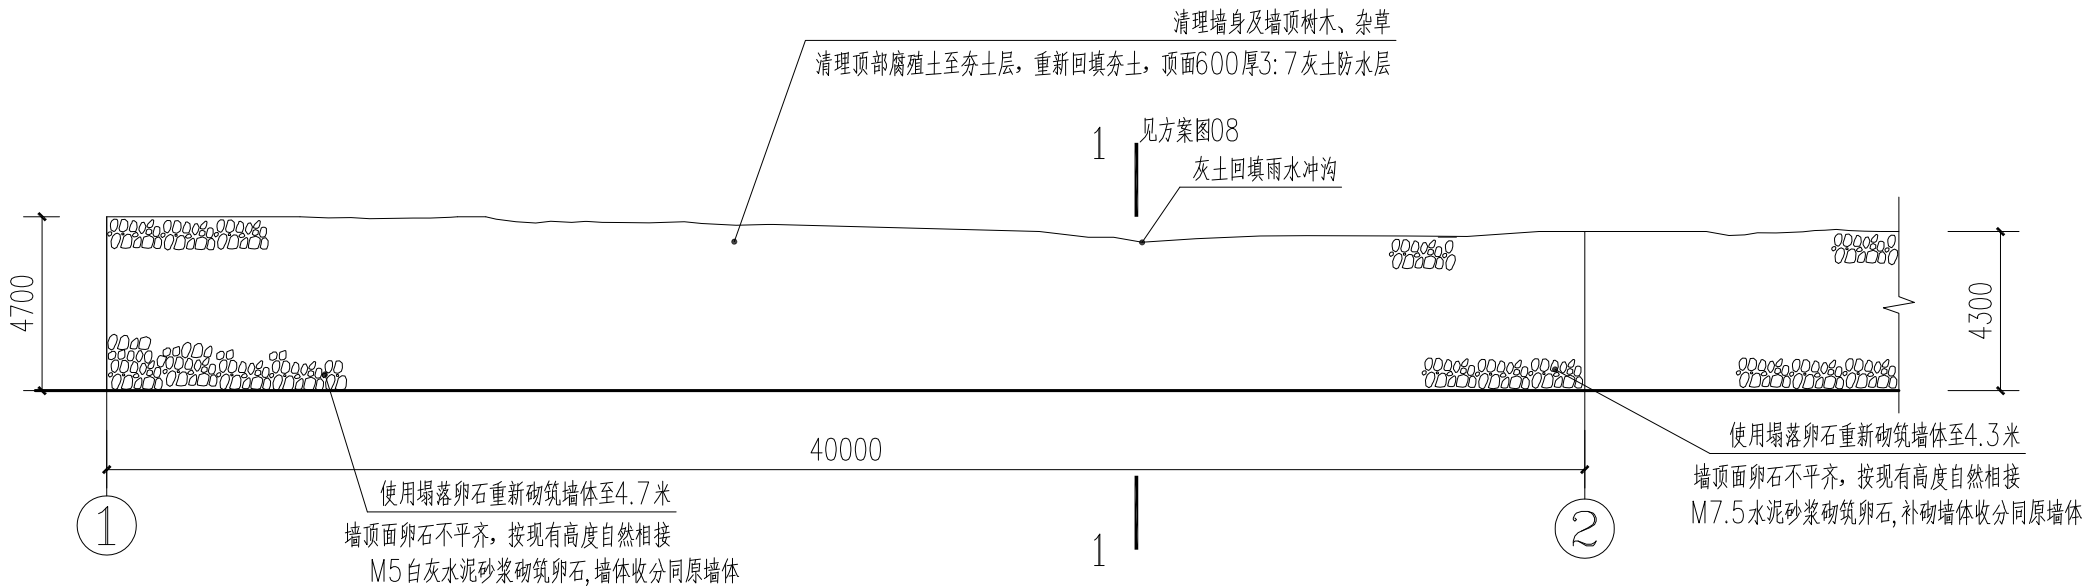 清理墙身及墙顶树木、杂草
清理顶部腐殖土至夯土层，重新回填夯土，顶面600厚3:7灰土防水层
1
见方案图08
灰土回填雨水冲沟
4700
4300
40000
使用塌落卵石重新砌筑墙体至4.3米
墙顶面卵石不平齐，按现有高度自然相接
M7.5水泥砂浆砌筑卵石,补砌墙体收分同原墙体
使用塌落卵石重新砌筑墙体至4.7米
墙顶面卵石不平齐，按现有高度自然相接
M5白灰水泥砂浆砌筑卵石,墙体收分同原墙体
1
1
2